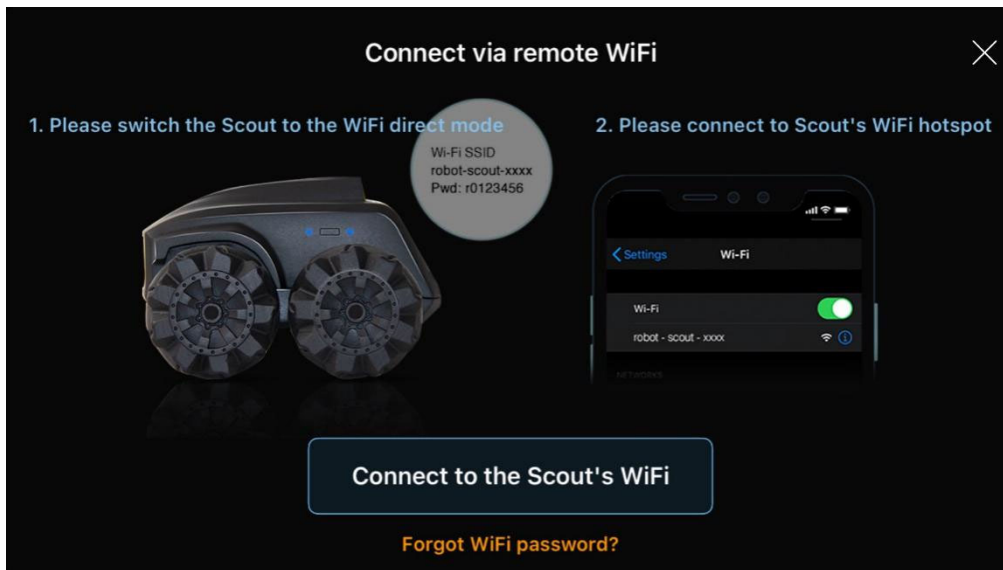 Connect via remote WiFi
1. Please switch the Scout to the WiFi direct mode
Wi-Fi SSID
robot-scout-xxxx
Pwd: r0123456
2. Please connect to Scout's WiFi hotspot
Settings
Wi-Fi
Wi-Fi
robot - scout - xxxx
NETWORKS
Connect to the Scout's WiFi
Forgot WiFi password?